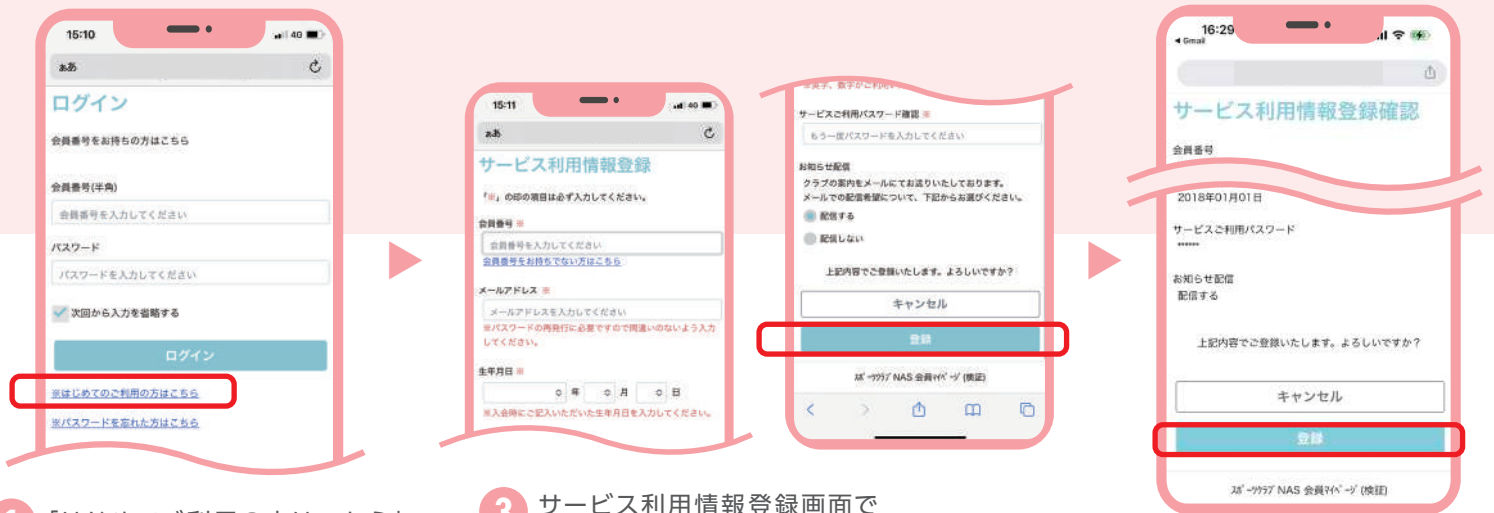 15:10
4G
ああ
ログイン
会員番号をお持ちの方はこちら
会員番号(半角)
会員番号を入力してください
パスワード
パスワードを入力してください
次回から入力を省略する
ログイン
※はじめてのご利用の方はこちら
※パスワードを忘れた方はこちら
15:11
4G
ああ
サービス利用情報登録
「※」の印の項目は必ず入力してください。
会員番号 ※
会員番号を入力してください
会員番号をお持ちでない方はこちら
メールアドレス ※
メールアドレスを入力してください
※パスワードの再発行に必要ですので間違いのないよう入力
してください。
生年月日 ※
年 月 日
※入会時にご記入いただいた生年月日を入力してください。
サービスご利用パスワード確認 ※
もう一度パスワードを入力してください
お知らせ配信
クラブの案内をメールにてお送りいたしております。
メールでの配信希望について、下記からお選びください。
配信する
配信しない
上記内容でご登録いたします。よろしいですか?
キャンセル
登録
ｽﾎﾟｰﾂｸﾗﾌﾞ NAS 会員ﾏｲﾍﾟｰｼﾞ (検証)
16:29
Gmail
サービス利用情報登録確認
会員番号
2018年01月01日
サービスご利用パスワード
******
お知らせ配信
配信する
上記内容でご登録いたします。よろしいですか?
キャンセル
登録
ｽﾎﾟｰﾂｸﾗﾌﾞ NAS 会員ﾏｲﾍﾟｰｼﾞ (検証)
3 サービス利用情報登録画面で